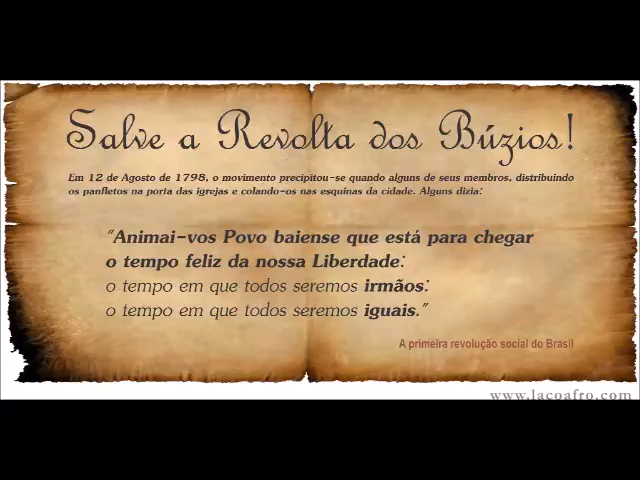 Salve a Revolta dos Búzios!
Em 12 de Agosto de 1798, o movimento precipitou-se quando alguns de seus membros, distribuindo
os panfletos na porta das igrejas e colando-os nas esquinas da cidade. Alguns dizia:
"Animai-vos Povo baiense que está para chegar
o tempo feliz da nossa Liberdade:
o tempo em que todos seremos irmãos:
o tempo em que todos seremos iguais."
A primeira revolução social do Brasil
www.lacoafro.com